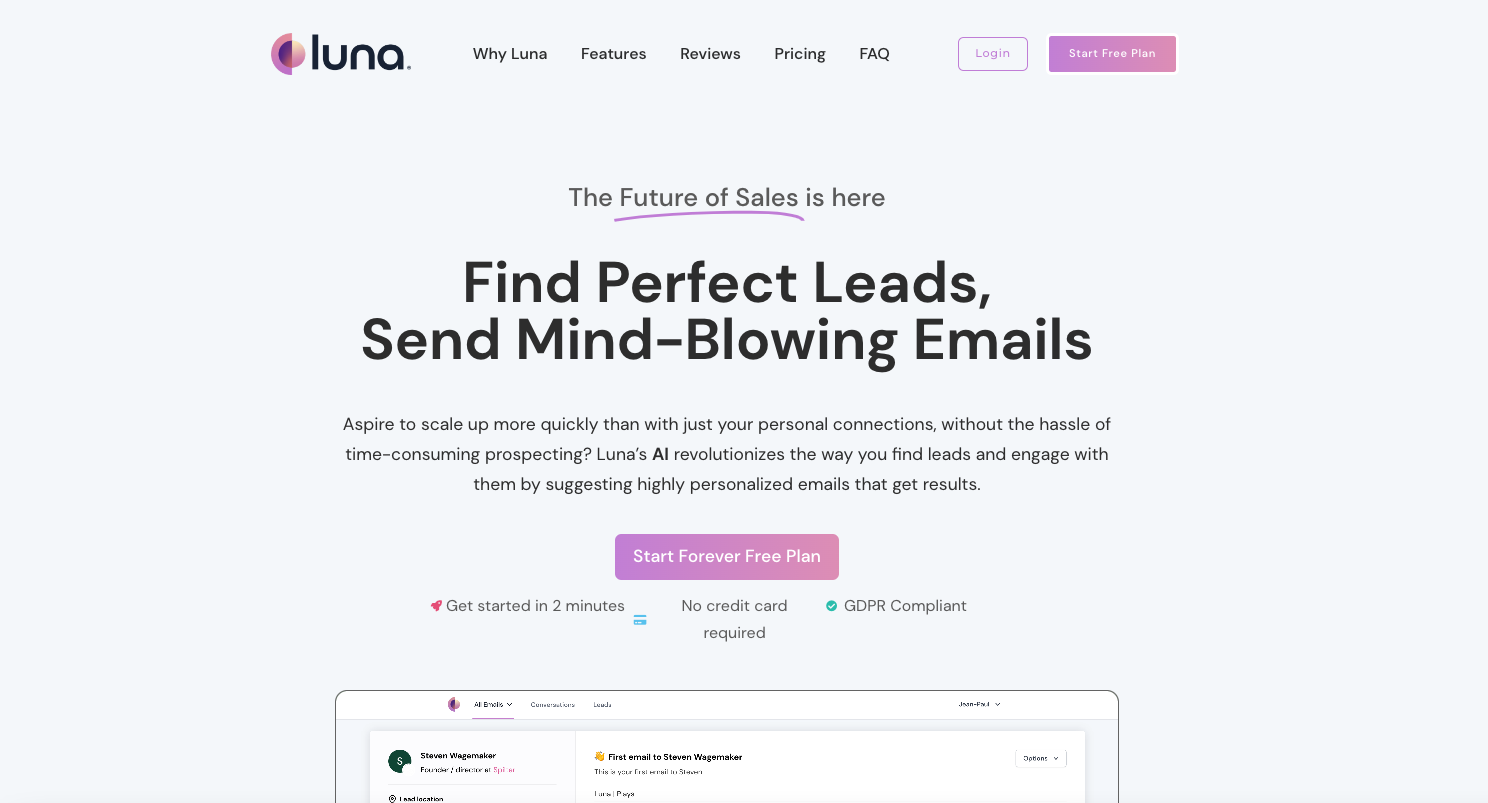 luna.
Why Luna Features Reviews Pricing FAQ Login Start Free Plan
The Future of Sales is here
Find Perfect Leads,
Send Mind-Blowing Emails
Aspire to scale up more quickly than with just your personal connections, without the hassle of
time-consuming prospecting? Luna's AI revolutionizes the way you find leads and engage with
them by suggesting highly personalized emails that get results.
Start Forever Free Plan
Get started in 2 minutes
No credit card
required
GDPR Compliant
All Emails Conversations Leads Jean-Paul
S
Steven Wagemaker
Founder / director at Spitter
Lead location
👋 First email to Steven Wagemaker
This is your first email to Steven
Luna | Plays
Options